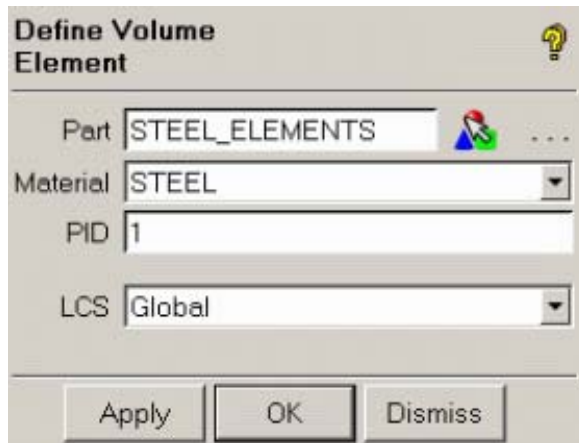 Define Volume
Element
Part STEEL_ELEMENTS ...
Material STEEL
PID 1
LCS Global
Apply OK Dismiss